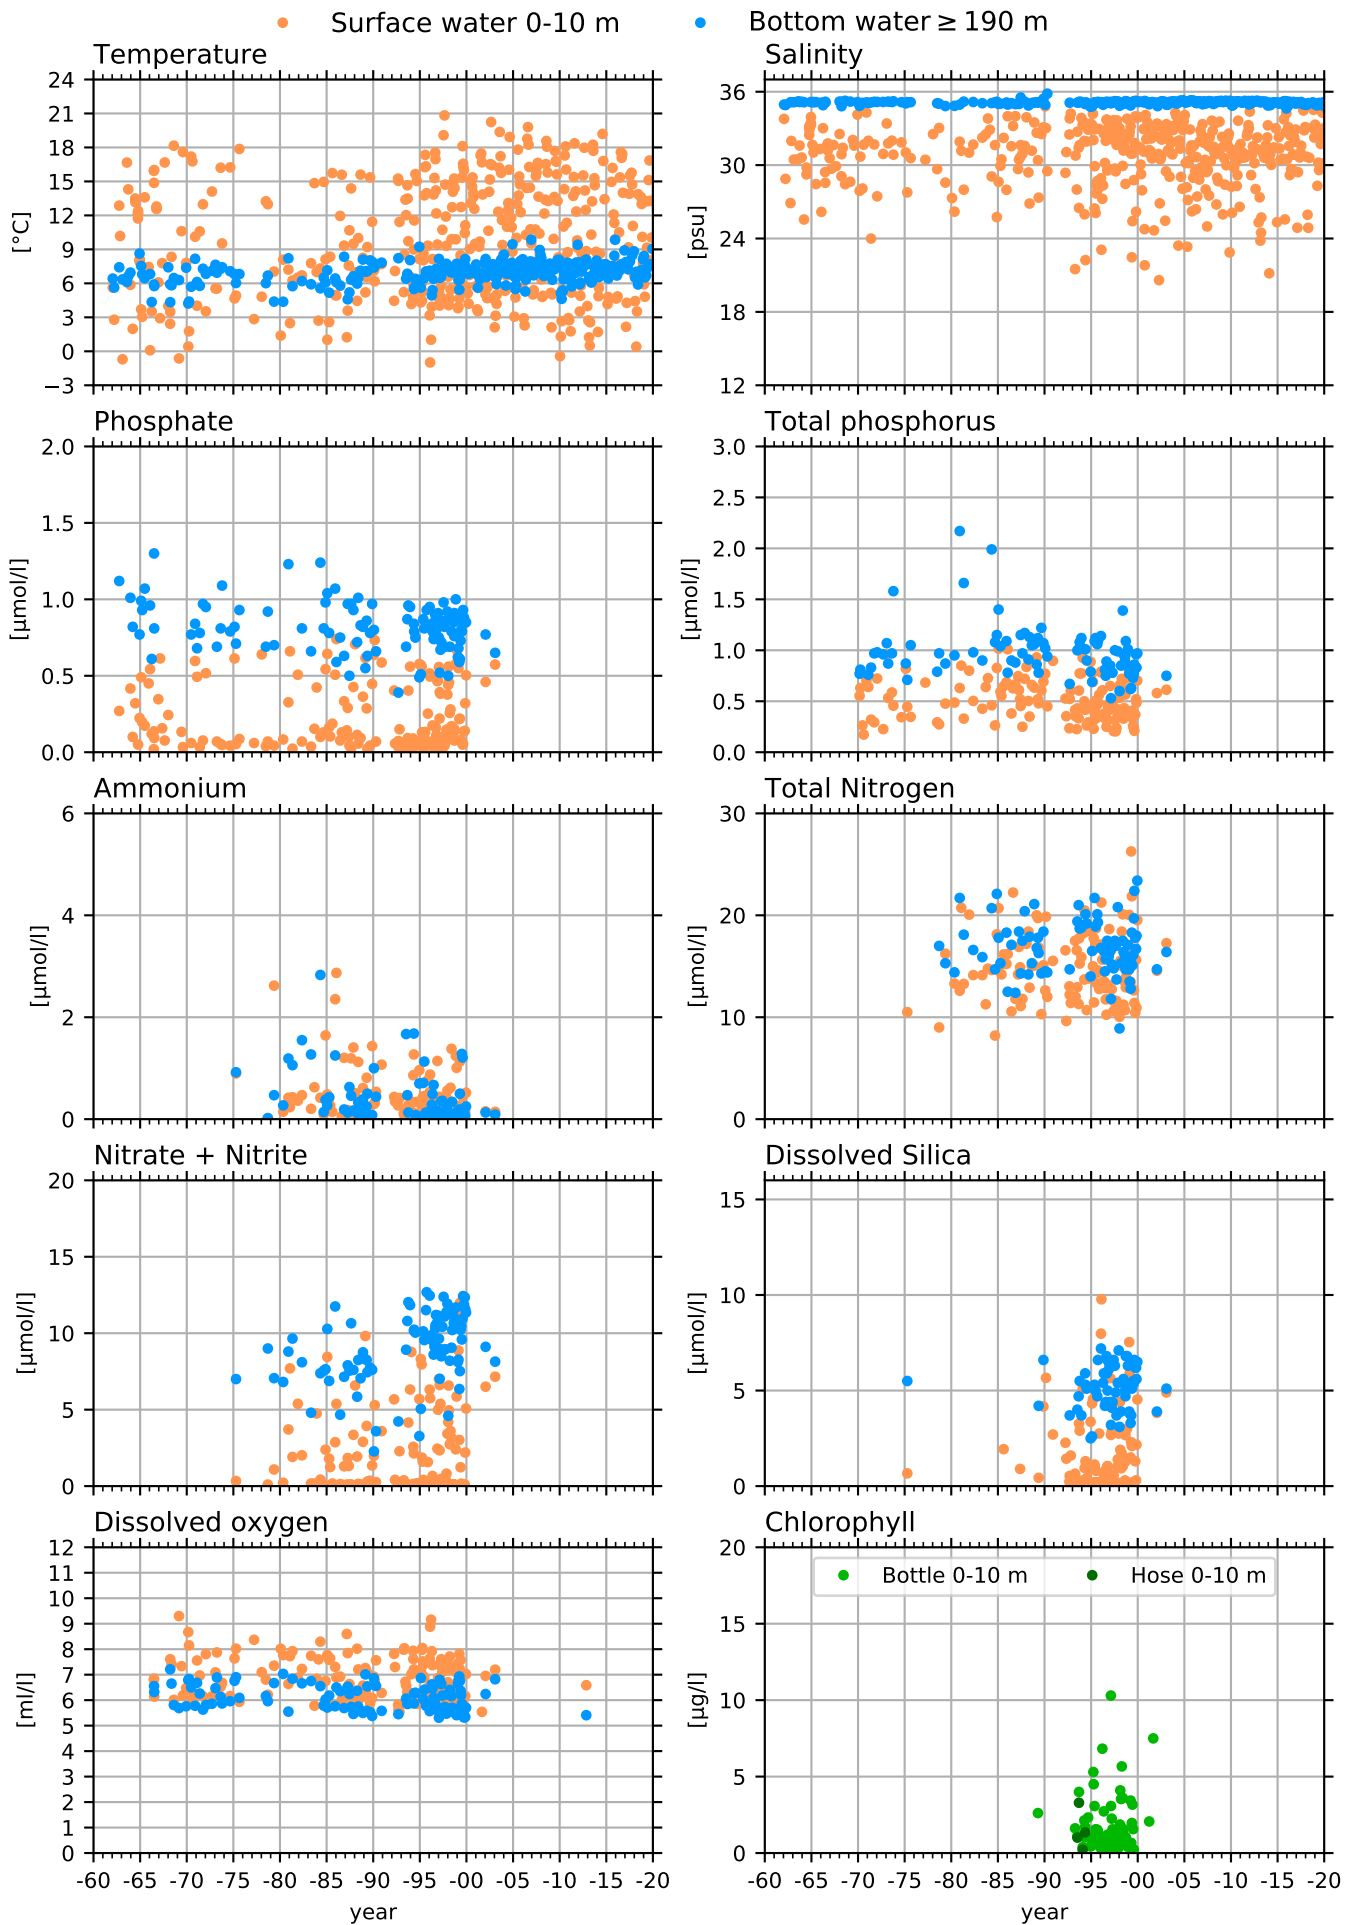 Surface water 0-10 m Bottom water ≥ 190 m
Temperature
24
21
18
15
12
9
6
3
0
−3
[°C]
Salinity
36
30
24
18
12
[psu]
Phosphate
2.0
1.5
1.0
0.5
0.0
[µmol/l]
Total phosphorus
3.0
2.5
2.0
1.5
1.0
0.5
0.0
[µmol/l]
Ammonium
6
4
2
0
[µmol/l]
Total Nitrogen
30
20
10
0
[µmol/l]
Nitrate + Nitrite
20
15
10
5
0
[µmol/l]
Dissolved Silica
15
10
5
0
[µmol/l]
Dissolved oxygen
12
11
10
9
8
7
6
5
4
3
2
1
0
[ml/l]
-60 -65 -70 -75 -80 -85 -90 -95 -00 -05 -10 -15 -20
year
Chlorophyll
Bottle 0-10 m Hose 0-10 m
20
15
10
5
0
[µg/l]
-60 -65 -70 -75 -80 -85 -90 -95 -00 -05 -10 -15 -20
year